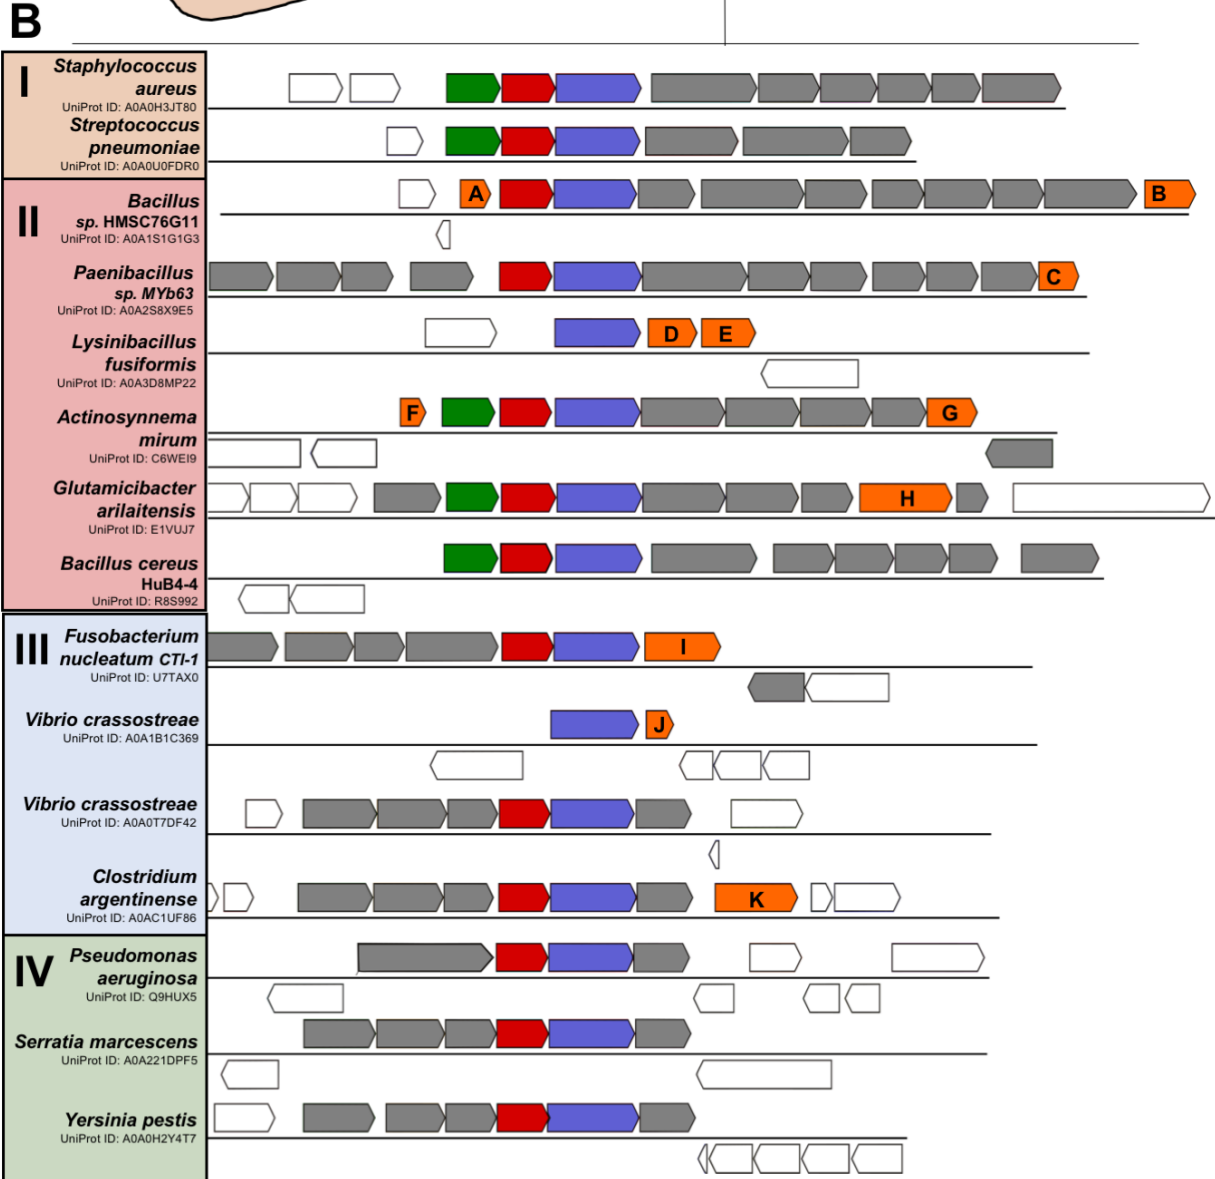 B
I
Staphylococcus
aureus
UniProt ID: A0A0H3JT80
Streptococcus
pneumoniae
UniProt ID: A0A0U0FDR0
II
Bacillus
sp. HMSC76G11
UniProt ID: A0A1S1G1G3
A
B
Paenibacillus
sp. MYb63
UniProt ID: A0A2S8X9E5
C
Lysinibacillus
fusiformis
UniProt ID: A0A3D8MP22
D E
Actinosynnema
mirum
UniProt ID: C6WEI9
F
G
Glutamicibacter
arilaitensis
UniProt ID: E1VUJ7
H
Bacillus cereus
HuB4-4
UniProt ID: R8S992
III
Fusobacterium
nucleatum CTI-1
UniProt ID: U7TAX0
I
Vibrio crassostreae
UniProt ID: A0A1B1C369
J
Vibrio crassostreae
UniProt ID: A0A0T7DF42
Clostridium
argentinense
UniProt ID: A0AC1UF86
K
IV
Pseudomonas
aeruginosa
UniProt ID: Q9HUX5
Serratia marcescens
UniProt ID: A0A221DPF5
Yersinia pestis
UniProt ID: A0A0H2Y4T7